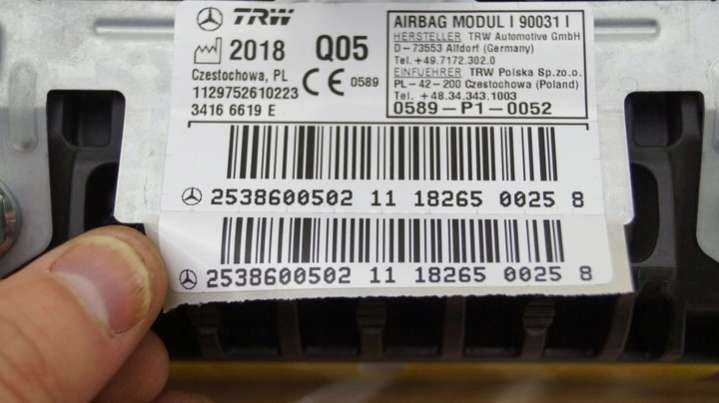 TRW
2018 Q05
Czestochowa, PL
CE 0589
1129752610223
3416 6619 E
AIRBAG MODUL | 90031 |
HERSTELLER TRW Automotive GmbH
D-73553 Alfdorf (Germany)
Tel.+49.7172.302.0
EINFUEHRER TRW Polska Sp.zo.o.
PL-42-200 Czestochowa (Poland)
Tel. +48.34.343.1003
0589-P1-0052
2538600502 11 18265 0025 8
2538600502 11 18265 0025 8